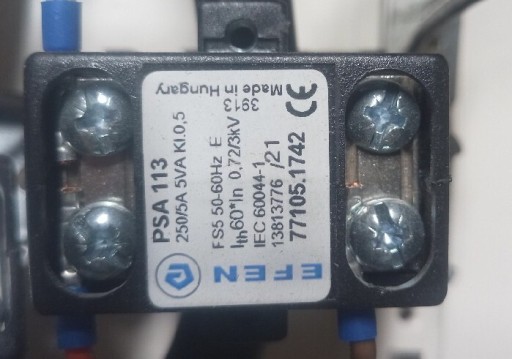 EFEN
PSA 113
250/5A 5VA Kl.0,5
FS5 50-60Hz E
Ith60*In 0,72/3kV
IEC 60044-1
13813776 /21
77105.1742
Made in Hungary
3913
CE